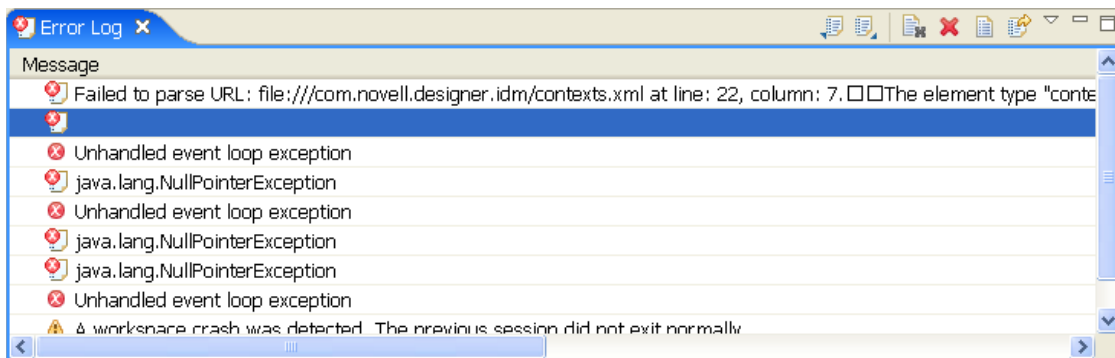 Error Log
Message
Failed to parse URL: file:///com.novell.designer.idm/contexts.xml at line: 22, column: 7.□□The element type "conte
Unhandled event loop exception
java.lang.NullPointerException
Unhandled event loop exception
java.lang.NullPointerException
java.lang.NullPointerException
Unhandled event loop exception
A workspace crash was detected. The previous session did not exit normally.